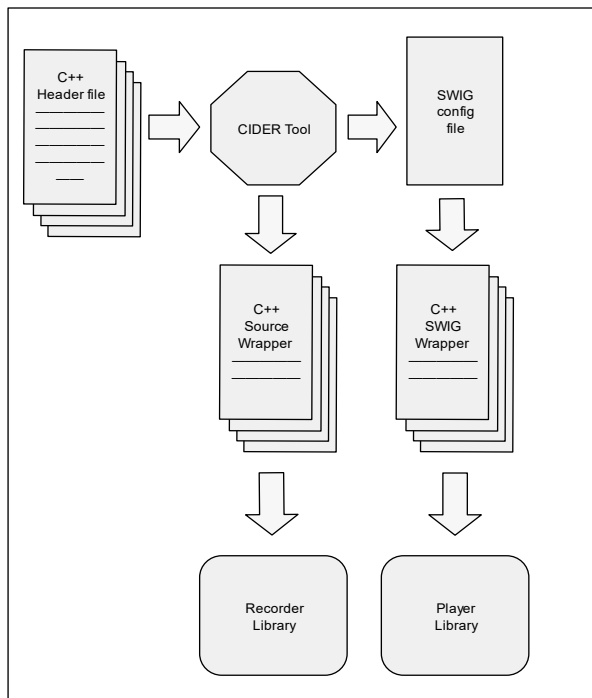 C++
Header file
CIDER Tool
SWIG
config
file
C++
Source
Wrapper
C++
SWIG
Wrapper
Recorder
Library
Player
Library